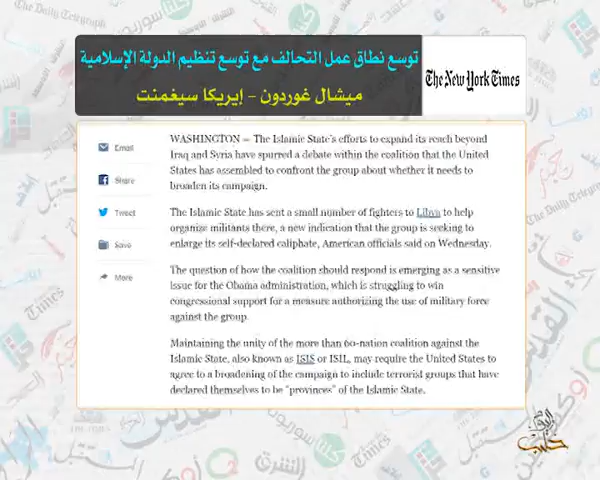 توسع نطاق عمل التحالف مع توسع تنظيم الدولة الإسلامية
ميشال غوردون - إيريكا سيغمنت
The New York Times
Email
Share
Tweet
Save
More
WASHINGTON — The Islamic State's efforts to expand its reach beyond
Iraq and Syria have spurred a debate within the coalition that the United
States has assembled to confront the group about whether it needs to
broaden its campaign.
The Islamic State has sent a small number of fighters to Libya to help
organize militants there, a new indication that the group is seeking to
enlarge its self-declared caliphate, American officials said on Wednesday.
The question of how the coalition should respond is emerging as a sensitive
issue for the Obama administration, which is struggling to win
congressional support for a measure authorizing the use of military force
against the group.
Maintaining the unity of the more than 60-nation coalition against the
Islamic State, also known as ISIS or ISIL, may require the United States to
agree to a broadening of the campaign to include terrorist groups that have
declared themselves to be "provinces" of the Islamic State.
حلب اليوم